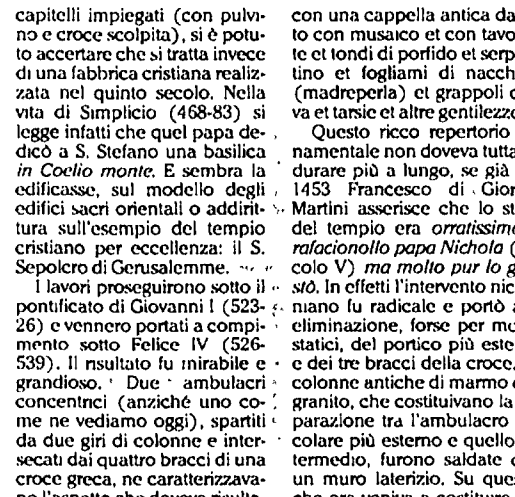 capitelli impiegati (con pulvi-
no e croce scolpita), si è potu-
to accertare che si tratta invece
di una fabbrica cristiana realiz-
zata nel quinto secolo. Nella
vita di Simplicio (468-83) si
legge infatti che quel papa de-
dicò a S. Stefano una basilica
in Coelio monte. E sembra la
edificasse, sul modello degli
edifici sacri orientali o addirit-
tura sull'esempio del tempio
cristiano per eccellenza: il S.
Sepolcro di Gerusalemme.
I lavori proseguirono sotto il
pontificato di Giovanni I (523-
26) e vennero portati a compi-
mento sotto Felice IV (526-
539). Il risultato fu mirabile e
grandioso. Due ambulacri
concentrici (anziché uno co-
me ne vediamo oggi), spartiti
da due giri di colonne e inter-
secati dai quattro bracci di una
croce greca, ne caratterizzava-
con una cappella antica da
to con musaico et con tavo
te et tondi di porfido et serp
tino et fogliami di nacch
(madreperla) et grappoli
va et tarsie et altre gentilezz
Questo ricco repertorio
namentale non doveva tutta
durare più a lungo, se già
1453 Francesco di Gior
Martini asserisce che lo st
del tempio era orratissim
rafacionollo papa Nichola (
colo V) ma molto pur lo g
stò. In effetti l'intervento nic
miano fu radicale e portò
eliminazione, forse per mo
statici, del portico più este
e dei tre bracci della croce.
colonne antiche di marmo
granito, che costituivano la
parazione tra l'ambulacro
colare più esterno e quello
termedio, furono saldate
un muro laterizio. Su que